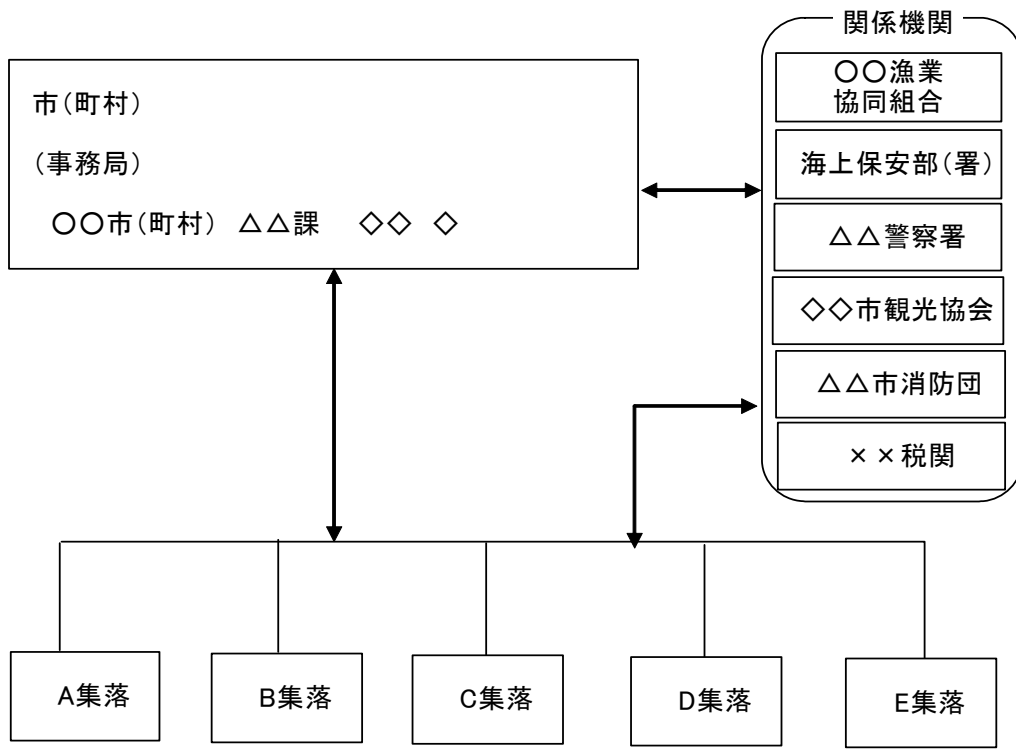 関係機関
市(町村)
(事務局)
○○市(町村) △△課 ◇◇ ◇
○○漁業
協同組合
海上保安部(署)
△△警察署
◇◇市観光協会
△△市消防団
××税関
A集落
B集落
C集落
D集落
E集落